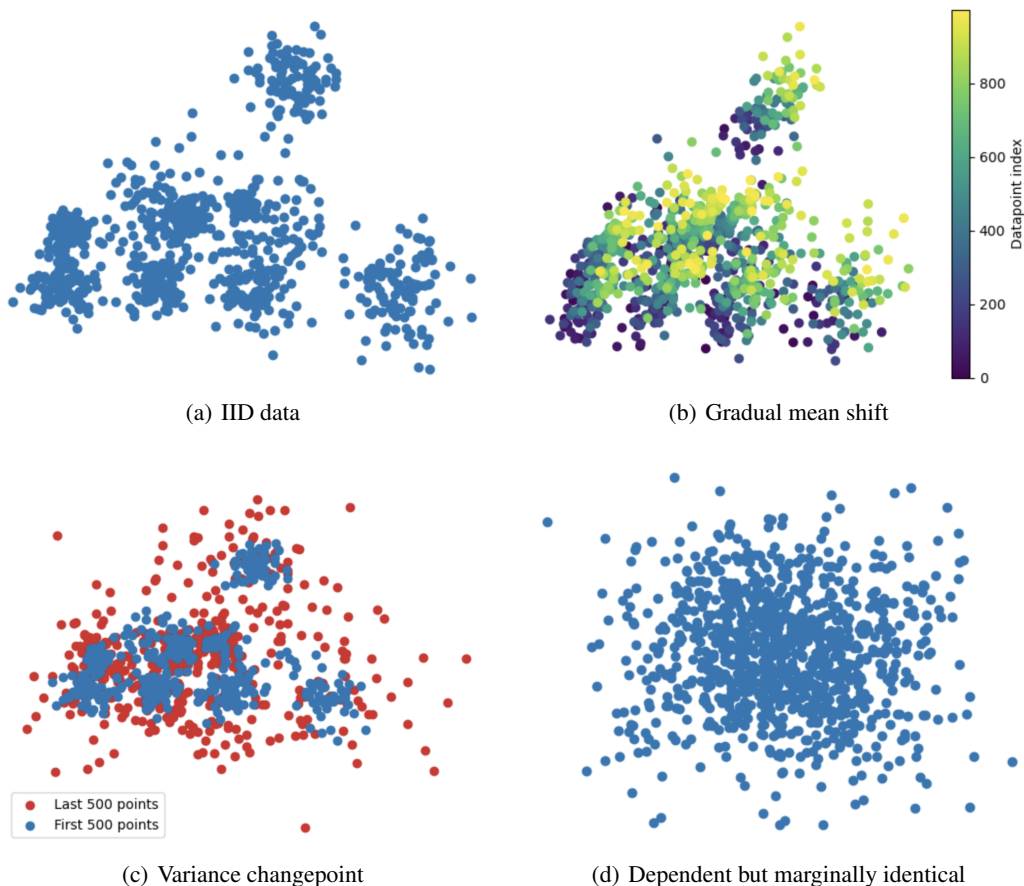 800
600
400
200
0
Datapoint index
(a) IID data
(b) Gradual mean shift
Last 500 points
First 500 points
(c) Variance changepoint
(d) Dependent but marginally identical